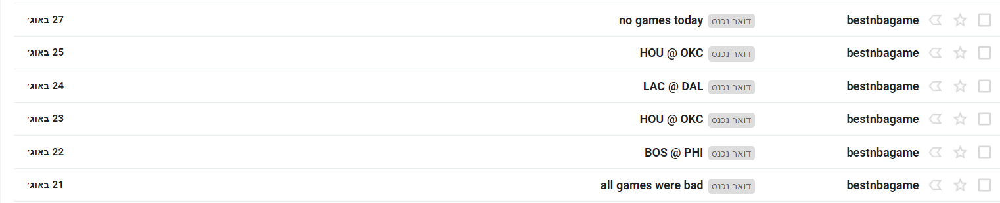 bestnbagame דואר נכנס no games today 27 באוג׳
bestnbagame דואר נכנס HOU @ OKC 25 באוג׳
bestnbagame דואר נכנס LAC @ DAL 24 באוג׳
bestnbagame דואר נכנס HOU @ OKC 23 באוג׳
bestnbagame דואר נכנס BOS @ PHI 22 באוג׳
bestnbagame דואר נכנס all games were bad 21 באוג׳